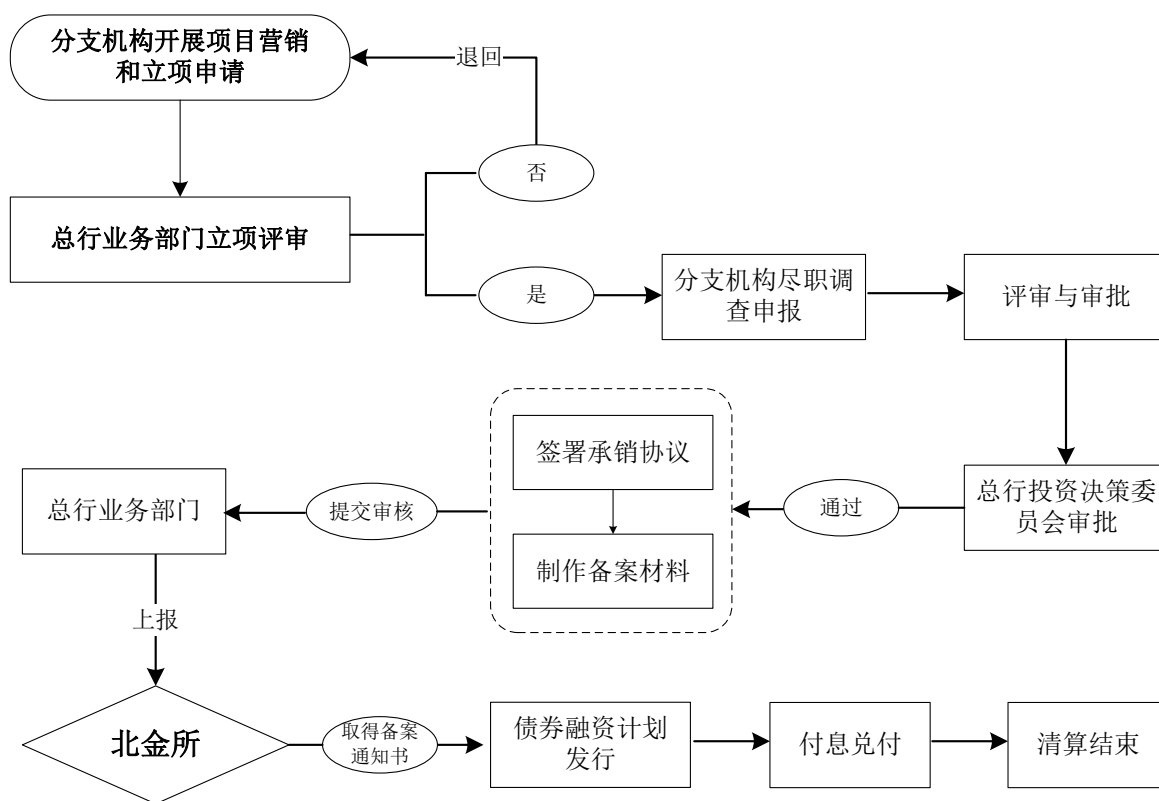 分支机构开展项目营销
和立项申请
退回
否
总行业务部门立项评审
是
分支机构尽职调
查申报
评审与审批
签署承销协议
制作备案材料
总行业务部门
提交审核
通过
总行投资决策委
员会审批
上报
北金所
取得备案
通知书
债券融资计划
发行
付息兑付
清算结束